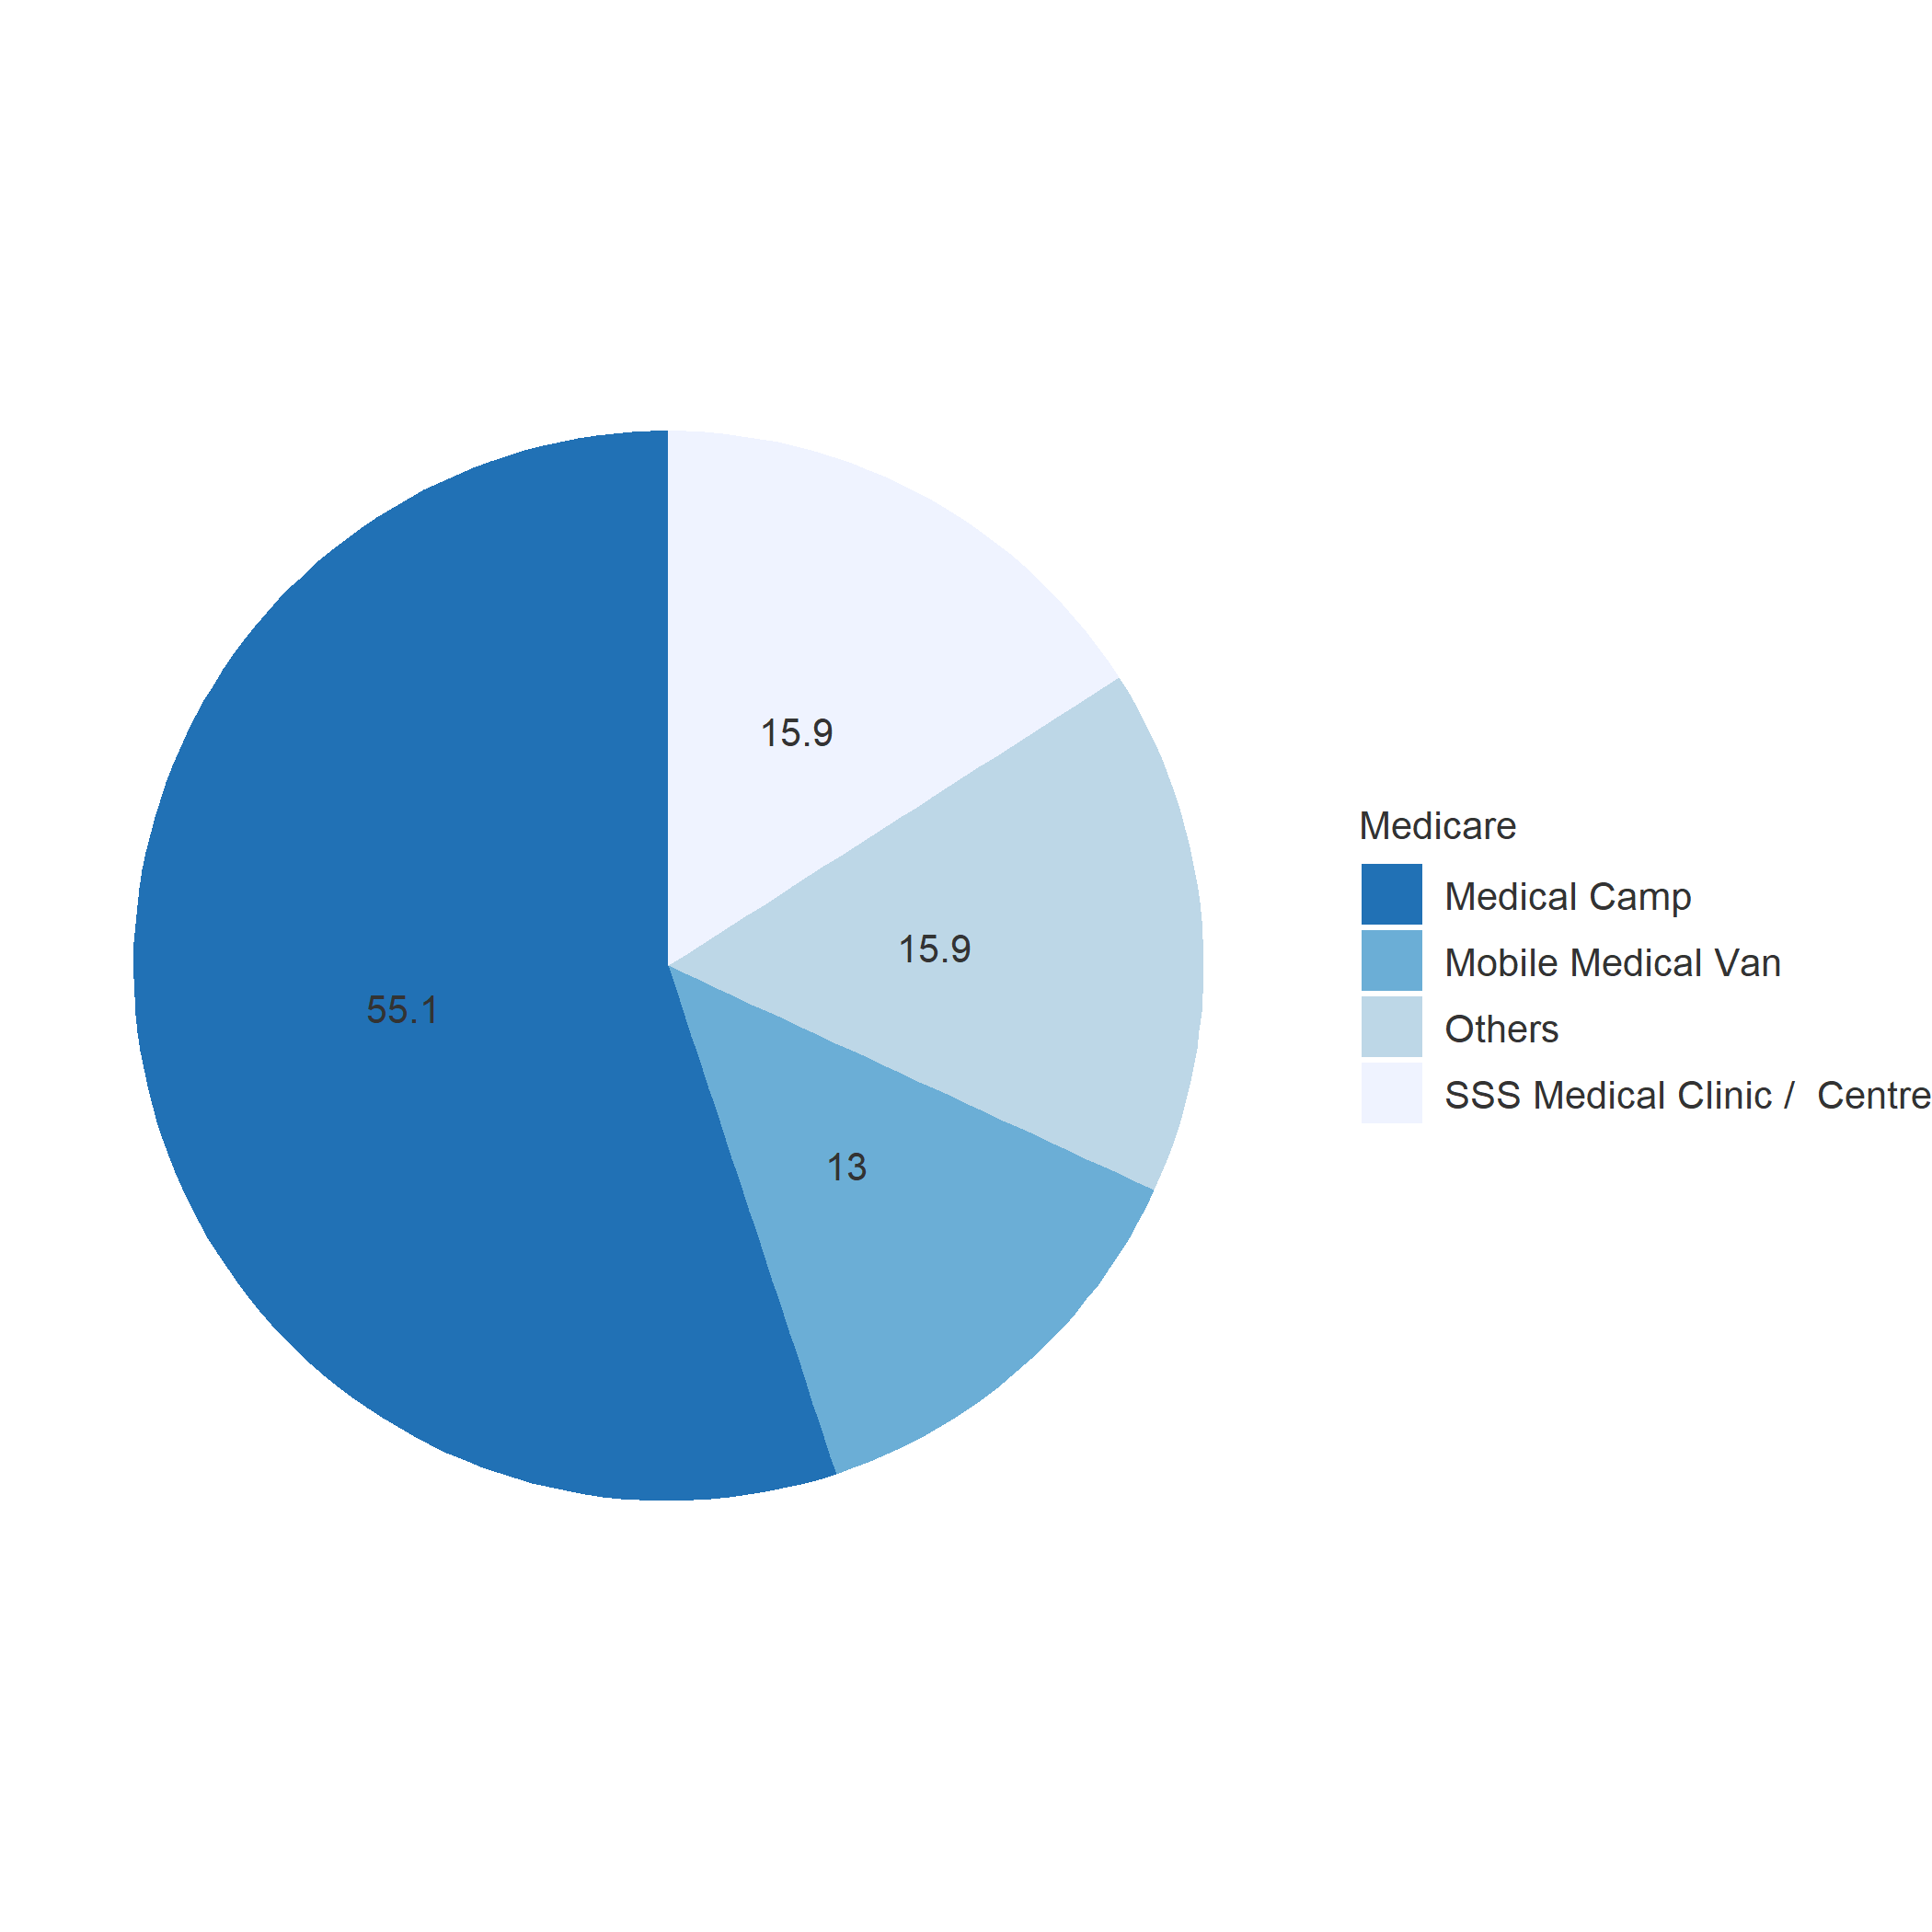 15.9
15.9
55.1
13
Medicare
Medical Camp
Mobile Medical Van
Others
SSS Medical Clinic /  Centre